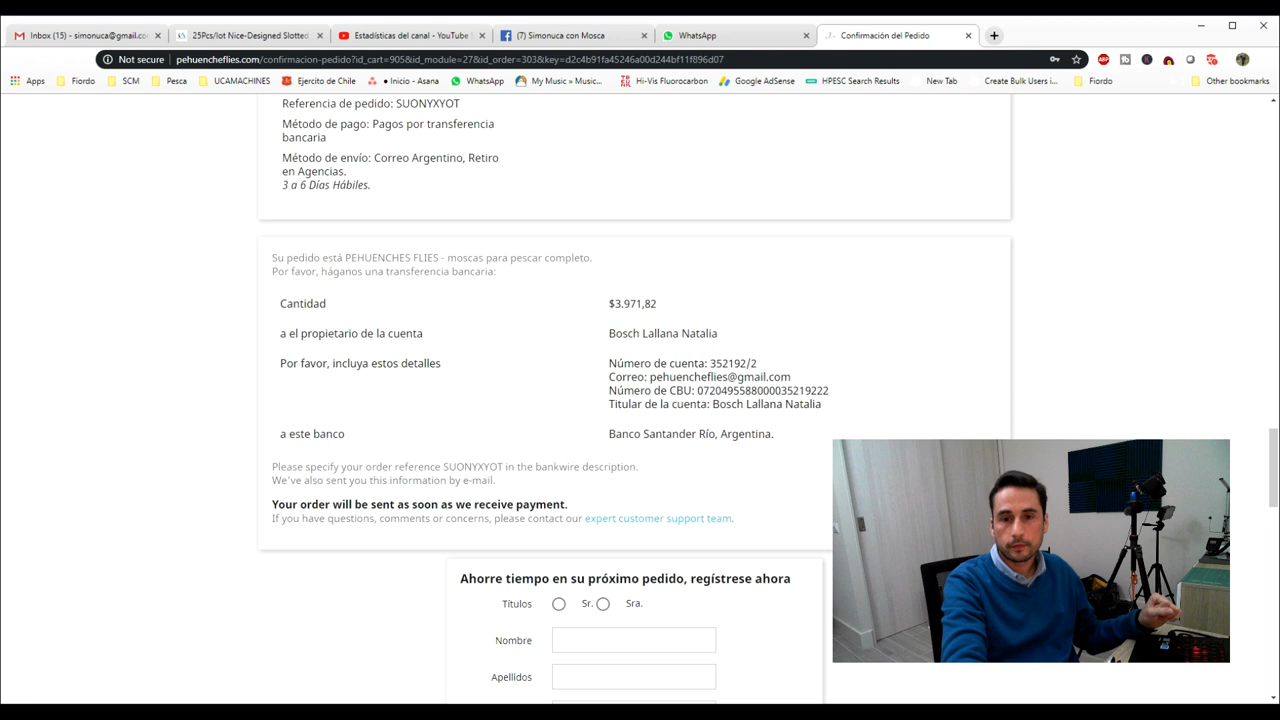 Inbox (15) - simonuca@gmail.co
25Pcs/lot Nice-Designed Slotted
Estadísticas del canal - YouTube S
(7) Simonuca con Mosca
WhatsApp
Confirmación del Pedido
Not secure
pehuencheflies.com/confirmacion-pedido?id_cart=905&id_module=27&id_order=303&key=d2c4b91fa45246a00d244bf11f896d07
Apps
Fiordo
SCM
Pesca
UCAMACHINES
Ejercito de Chile
• Inicio - Asana
WhatsApp
My Music » Music...
Hi-Vis Fluorocarbon
Google AdSense
HPESC Search Results
New Tab
Create Bulk Users i...
Fiordo
Other bookmarks
Referencia de pedido: SUONYXYOT
Método de pago: Pagos por transferencia
bancaria
Método de envío: Correo Argentino, Retiro
en Agencias.
3 a 6 Días Hábiles.
Su pedido está PEHUENCHES FLIES - moscas para pescar completo.
Por favor, háganos una transferencia bancaria:
Cantidad
$3.971,82
a el propietario de la cuenta
Bosch Lallana Natalia
Por favor, incluya estos detalles
Número de cuenta: 352192/2
Correo: pehuencheflies@gmail.com
Número de CBU: 0720495588000035219222
Titular de la cuenta: Bosch Lallana Natalia
a este banco
Banco Santander Río, Argentina.
Please specify your order reference SUONYXYOT in the bankwire description.
We've also sent you this information by e-mail.
Your order will be sent as soon as we receive payment.
If you have questions, comments or concerns, please contact our expert customer support team.
Ahorre tiempo en su próximo pedido, regístrese ahora
Títulos
Sr.
Sra.
Nombre
Apellidos